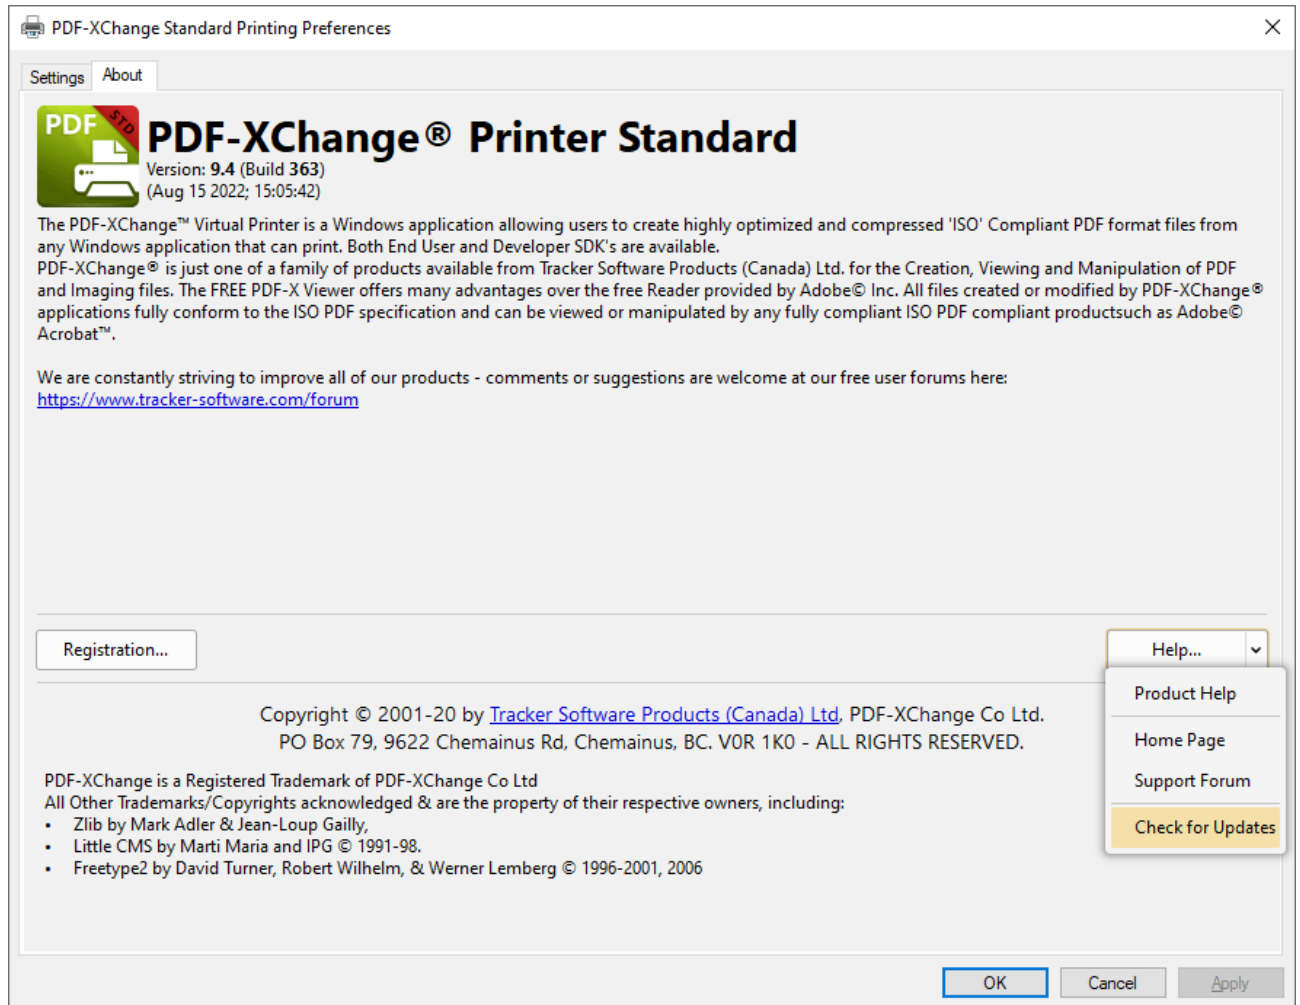 PDF-XChange Standard Printing Preferences
Settings
About
PDF
STD
PDF-XChange® Printer Standard
Version: 9.4 (Build 363)
(Aug 15 2022; 15:05:42)
The PDF-XChange™ Virtual Printer is a Windows application allowing users to create highly optimized and compressed 'ISO' Compliant PDF format files from
any Windows application that can print. Both End User and Developer SDK's are available.
PDF-XChange® is just one of a family of products available from Tracker Software Products (Canada) Ltd. for the Creation, Viewing and Manipulation of PDF
and Imaging files. The FREE PDF-X Viewer offers many advantages over the free Reader provided by Adobe© Inc. All files created or modified by PDF-XChange®
applications fully conform to the ISO PDF specification and can be viewed or manipulated by any fully compliant ISO PDF compliant productsuch as Adobe©
Acrobat™.
We are constantly striving to improve all of our products - comments or suggestions are welcome at our free user forums here:
https://www.tracker-software.com/forum
Registration...
Help...
Product Help
Home Page
Support Forum
Check for Updates
Copyright © 2001-20 by Tracker Software Products (Canada) Ltd, PDF-XChange Co Ltd.
PO Box 79, 9622 Chemainus Rd, Chemainus, BC. V0R 1K0 - ALL RIGHTS RESERVED.
PDF-XChange is a Registered Trademark of PDF-XChange Co Ltd
All Other Trademarks/Copyrights acknowledged & are the property of their respective owners, including:
• Zlib by Mark Adler & Jean-Loup Gailly,
• Little CMS by Marti Maria and IPG © 1991-98.
• Freetype2 by David Turner, Robert Wilhelm, & Werner Lemberg © 1996-2001, 2006
OK
Cancel
Apply